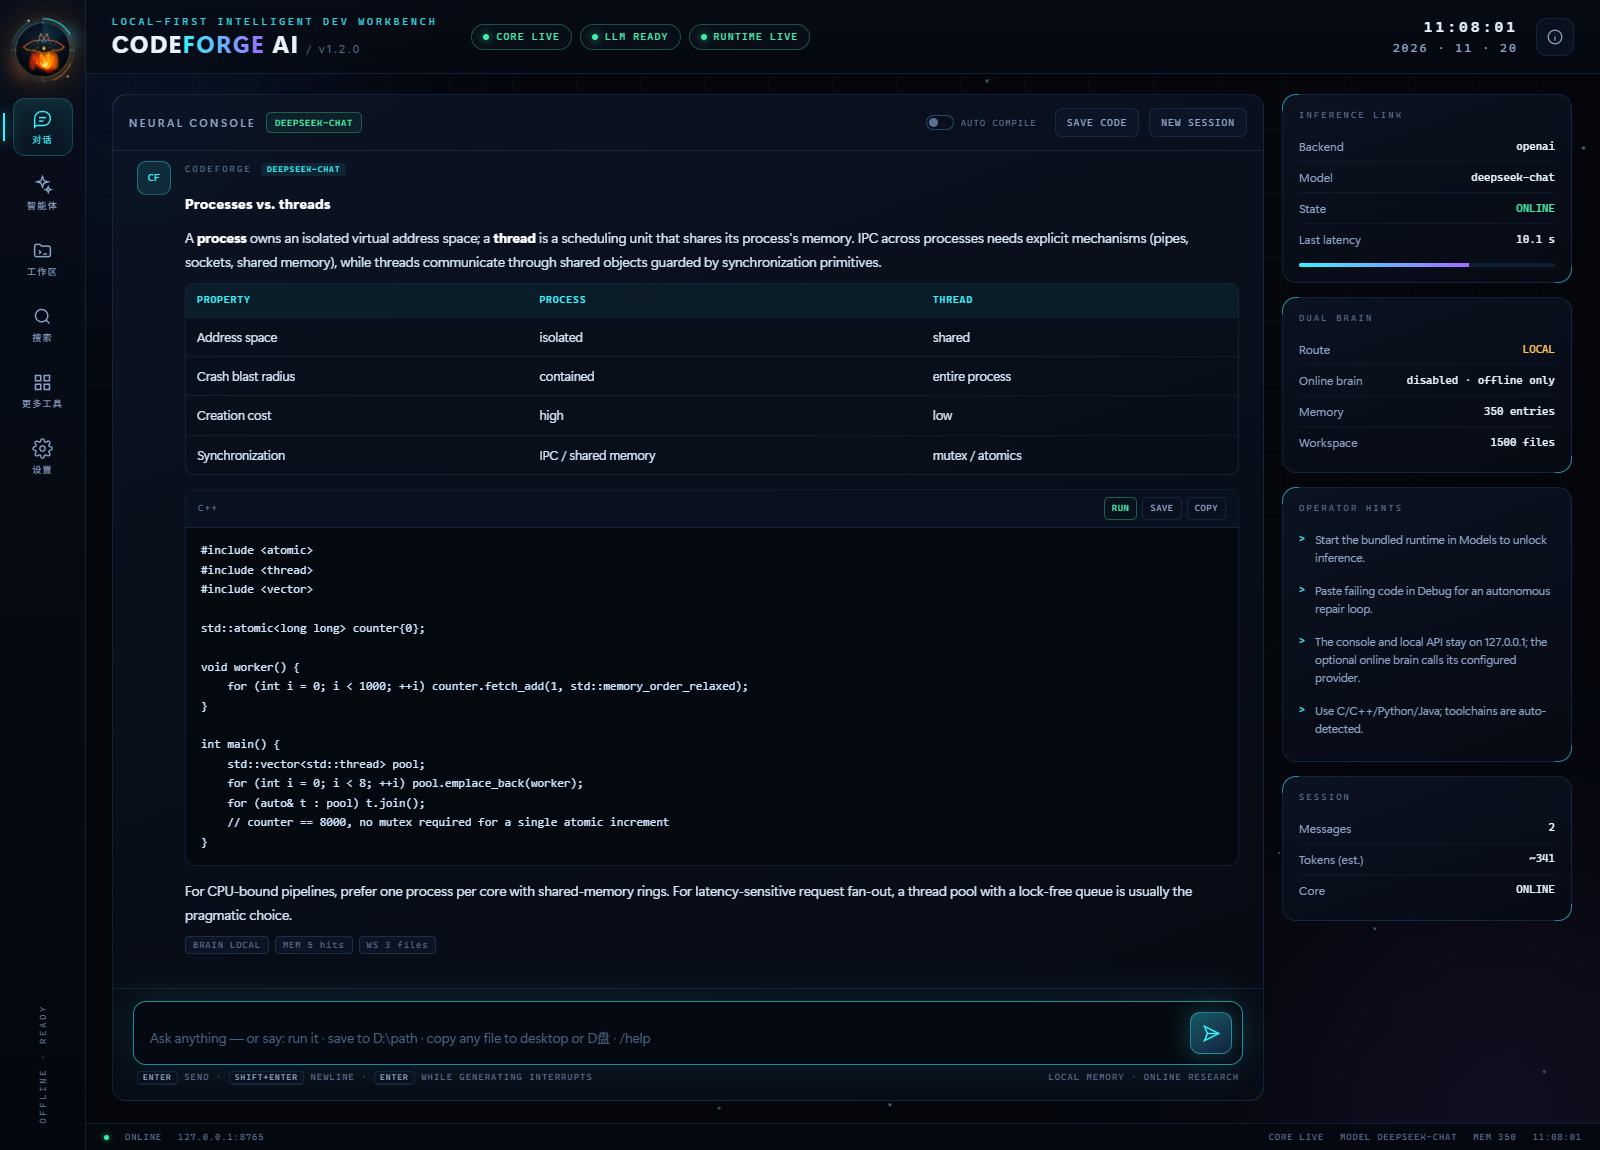 LOCAL-FIRST INTELLIGENT DEV WORKBENCH
CODEFORGE AI / v1.2.0
CORE LIVE
LLM READY
RUNTIME LIVE
11:08:01
2026 · 11 · 20
对话
智能体
工作区
搜索
更多工具
设置
OFFLINE · READY
NEURAL CONSOLE
DEEPSEEK-CHAT
AUTO COMPILE
SAVE CODE
NEW SESSION
CF
CODEFORGE
DEEPSEEK-CHAT
Processes vs. threads
A process owns an isolated virtual address space; a thread is a scheduling unit that shares its process's memory. IPC across processes needs explicit mechanisms (pipes,
sockets, shared memory), while threads communicate through shared objects guarded by synchronization primitives.
PROPERTY PROCESS THREAD
Address space isolated shared
Crash blast radius contained entire process
Creation cost high low
Synchronization IPC / shared memory mutex / atomics
C++
RUN
SAVE
COPY
#include <atomic>
#include <thread>
#include <vector>
std::atomic<long long> counter{0};
void worker() {
    for (int i = 0; i < 1000; ++i) counter.fetch_add(1, std::memory_order_relaxed);
}
int main() {
    std::vector<std::thread> pool;
    for (int i = 0; i < 8; ++i) pool.emplace_back(worker);
    for (auto& t : pool) t.join();
    // counter == 8000, no mutex required for a single atomic increment
}
For CPU-bound pipelines, prefer one process per core with shared-memory rings. For latency-sensitive request fan-out, a thread pool with a lock-free queue is usually the
pragmatic choice.
BRAIN LOCAL
MEM 5 hits
WS 3 files
Ask anything — or say: run it · save to D:\path · copy any file to desktop or D盘 · /help
ENTER SEND · SHIFT+ENTER NEWLINE · ENTER WHILE GENERATING INTERRUPTS
LOCAL MEMORY · ONLINE RESEARCH
INFERENCE LINK
Backend openai
Model deepseek-chat
State ONLINE
Last latency 10.1 s
DUAL BRAIN
Route LOCAL
Online brain disabled · offline only
Memory 350 entries
Workspace 1500 files
OPERATOR HINTS
> Start the bundled runtime in Models to unlock
inference.
> Paste failing code in Debug for an autonomous
repair loop.
> The console and local API stay on 127.0.0.1; the
optional online brain calls its configured
provider.
> Use C/C++/Python/Java; toolchains are auto-
detected.
SESSION
Messages 2
Tokens (est.) ~341
Core ONLINE
ONLINE 127.0.0.1:8765
CORE LIVE MODEL DEEPSEEK-CHAT MEM 350 11:08:01